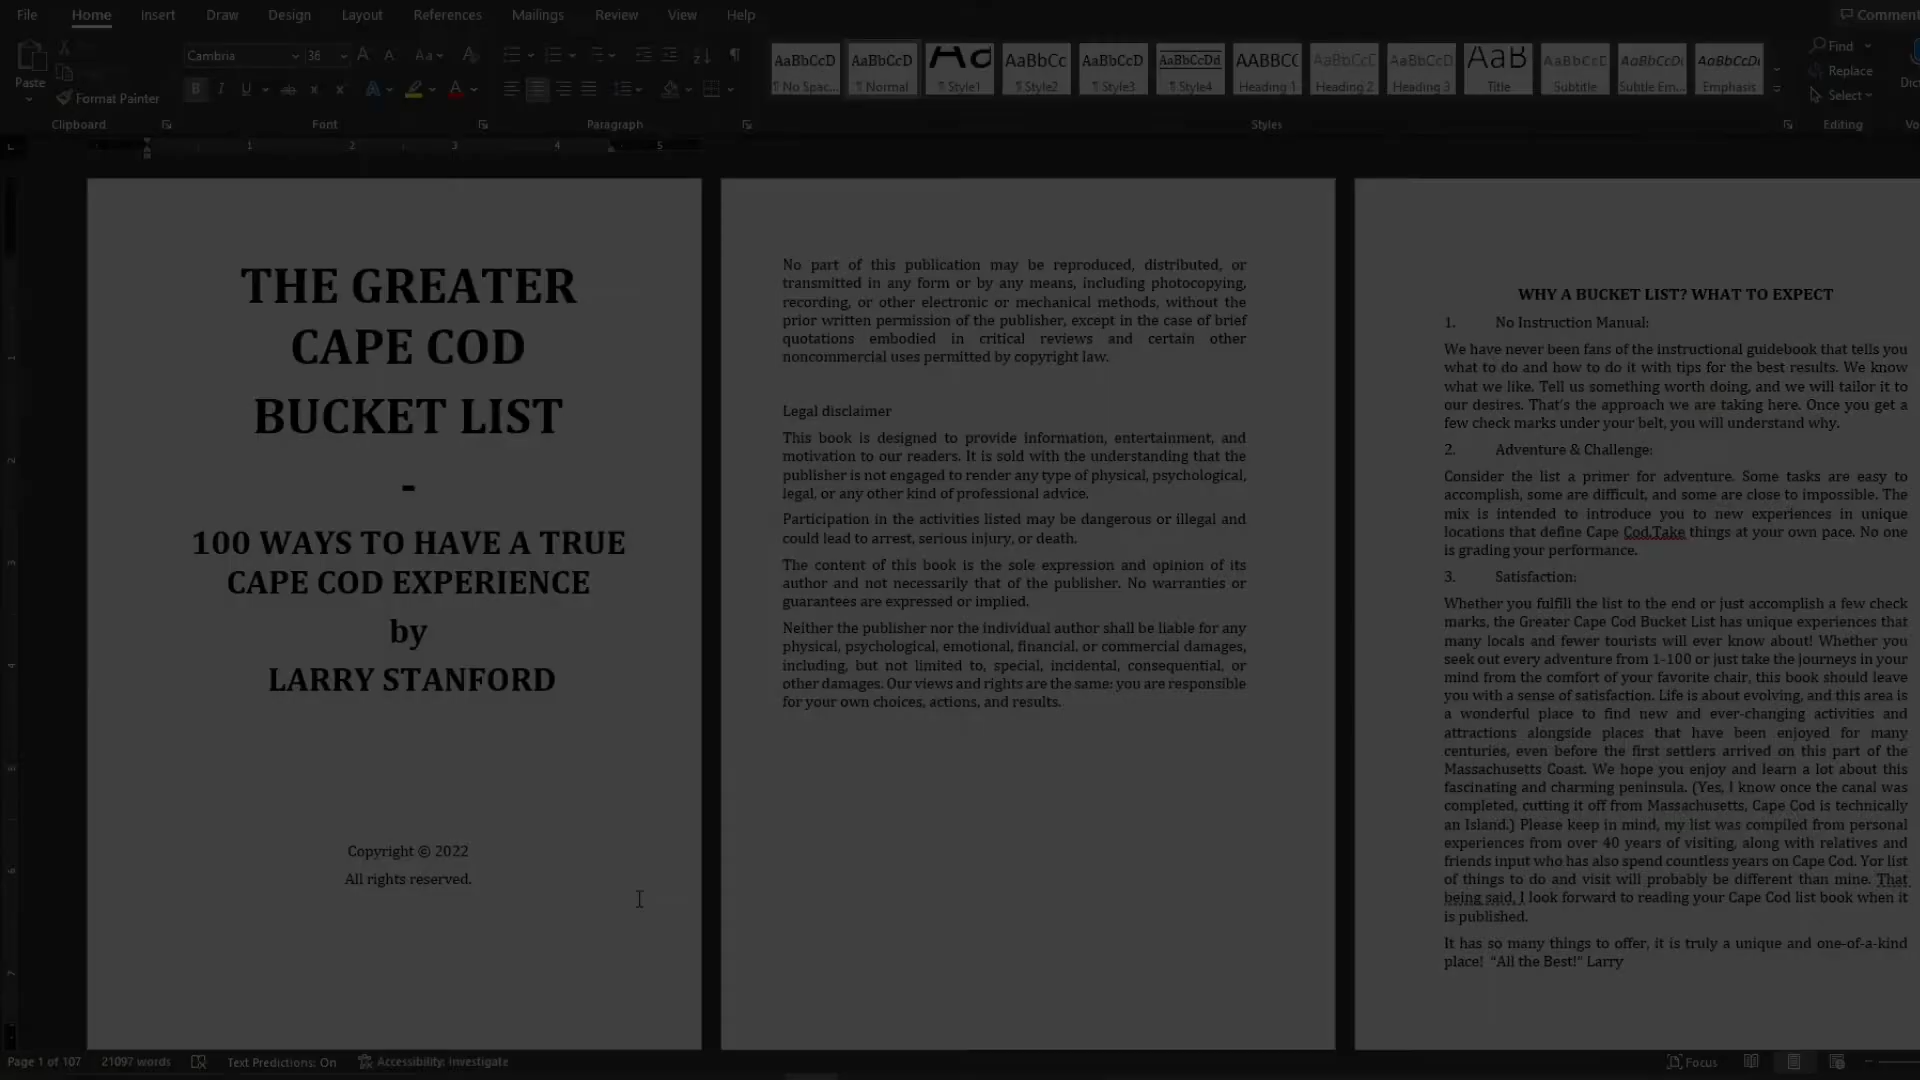 File Home Insert Draw Design Layout References Mailings Review View Help
Comment
Cambria 36 Aa
Find
Paste
Replace
Format Painter
Select
AaBbCcD AaBbCcD AaBbCc AaBbCcD AaBbCcDd AABBCC AaBbCcC AaBbCcD AaB AaBbCcD AaBbCcDi AaBbCcDi
¶ No Spac... ¶ Normal ¶ Style1 ¶ Style2 ¶ Style3 ¶ Style4 Heading 1 Heading 2 Heading 3 Title Subtitle Subtle Em... Emphasis
Clipboard Font Paragraph Styles Editing Vo
1 2 3 4 5
THE GREATER
CAPE COD
BUCKET LIST
-
100 WAYS TO HAVE A TRUE
CAPE COD EXPERIENCE
by
LARRY STANFORD
Copyright © 2022
All rights reserved.
No part of this publication may be reproduced, distributed, or
transmitted in any form or by any means, including photocopying,
recording, or other electronic or mechanical methods, without the
prior written permission of the publisher, except in the case of brief
quotations embodied in critical reviews and certain other
noncommercial uses permitted by copyright law.
Legal disclaimer
This book is designed to provide information, entertainment, and
motivation to our readers. It is sold with the understanding that the
publisher is not engaged to render any type of physical, psychological,
legal, or any other kind of professional advice.
Participation in the activities listed may be dangerous or illegal and
could lead to arrest, serious injury, or death.
The content of this book is the sole expression and opinion of its
author and not necessarily that of the publisher. No warranties or
guarantees are expressed or implied.
Neither the publisher nor the individual author shall be liable for any
physical, psychological, emotional, financial, or commercial damages,
including, but not limited to, special, incidental, consequential, or
other damages. Our views and rights are the same: you are responsible
for your own choices, actions, and results.
WHY A BUCKET LIST? WHAT TO EXPECT
1. No Instruction Manual:
We have never been fans of the instructional guidebook that tells you
what to do and how to do it with tips for the best results. We know
what we like. Tell us something worth doing, and we will tailor it to
our desires. That's the approach we are taking here. Once you get a
few check marks under your belt, you will understand why.
2. Adventure & Challenge:
Consider the list a primer for adventure. Some tasks are easy to
accomplish, some are difficult, and some are close to impossible. The
mix is intended to introduce you to new experiences in unique
locations that define Cape Cod.Take things at your own pace. No one
is grading your performance.
3. Satisfaction:
Whether you fulfill the list to the end or just accomplish a few check
marks, the Greater Cape Cod Bucket List has unique experiences that
many locals and fewer tourists will ever know about! Whether you
seek out every adventure from 1-100 or just take the journeys in your
mind from the comfort of your favorite chair, this book should leave
you with a sense of satisfaction. Life is about evolving, and this area is
a wonderful place to find new and ever-changing activities and
attractions alongside places that have been enjoyed for many
centuries, even before the first settlers arrived on this part of the
Massachusetts Coast. We hope you enjoy and learn a lot about this
fascinating and charming peninsula. (Yes, I know once the canal was
completed, cutting it off from Massachusetts, Cape Cod is technically
an Island.) Please keep in mind, my list was compiled from personal
experiences from over 40 years of visiting, along with relatives and
friends input who has also spend countless years on Cape Cod. Yor list
of things to do and visit will probably be different than mine. That
being said, I look forward to reading your Cape Cod list book when it
is published.
It has so many things to offer, it is truly a unique and one-of-a-kind
place! "All the Best!" Larry
Page 1 of 107 21097 words Text Predictions: On Accessibility: Investigate Focus